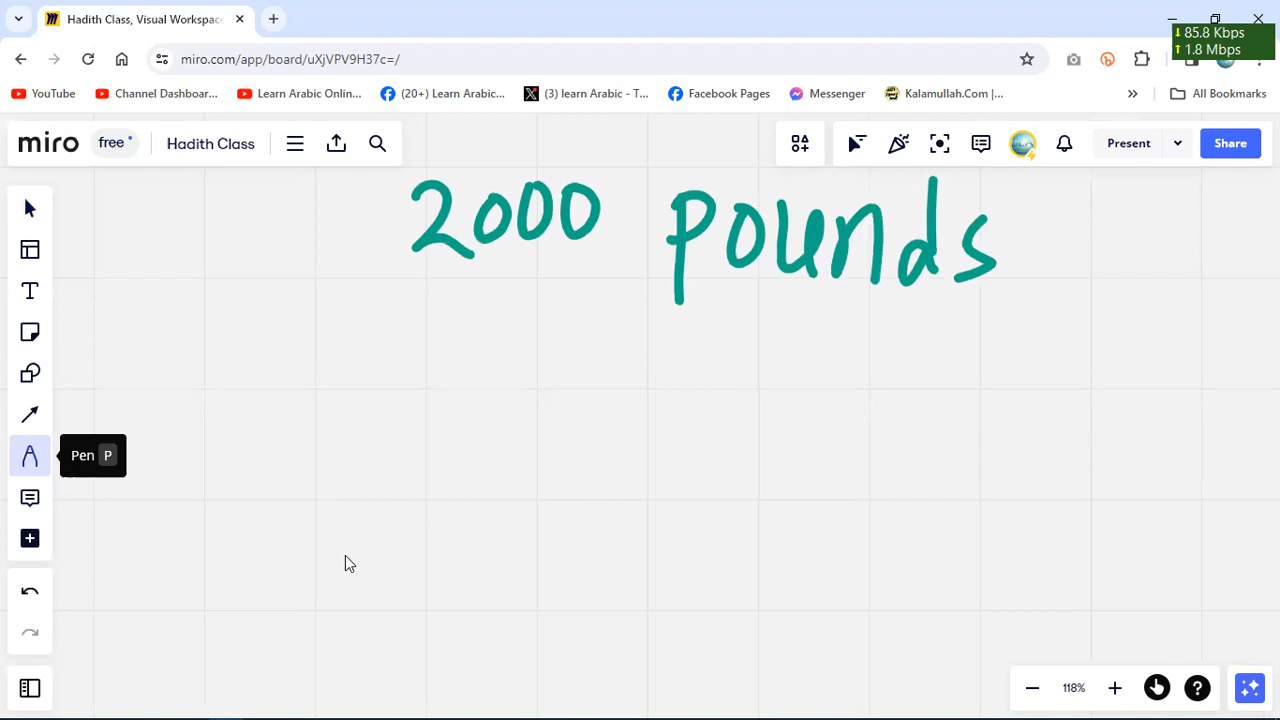 Hadith Class, Visual Workspac
85.8 Kbps
1.8 Mbps
miro.com/app/board/uXjVPV9H37c=/
YouTube
Channel Dashboar...
Learn Arabic Onlin...
(20+) Learn Arabic...
(3) learn Arabic - T...
Facebook Pages
Messenger
Kalamullah.Com |...
All Bookmarks
miro free Hadith Class
Present
Share
2000 pounds
Pen P
118%